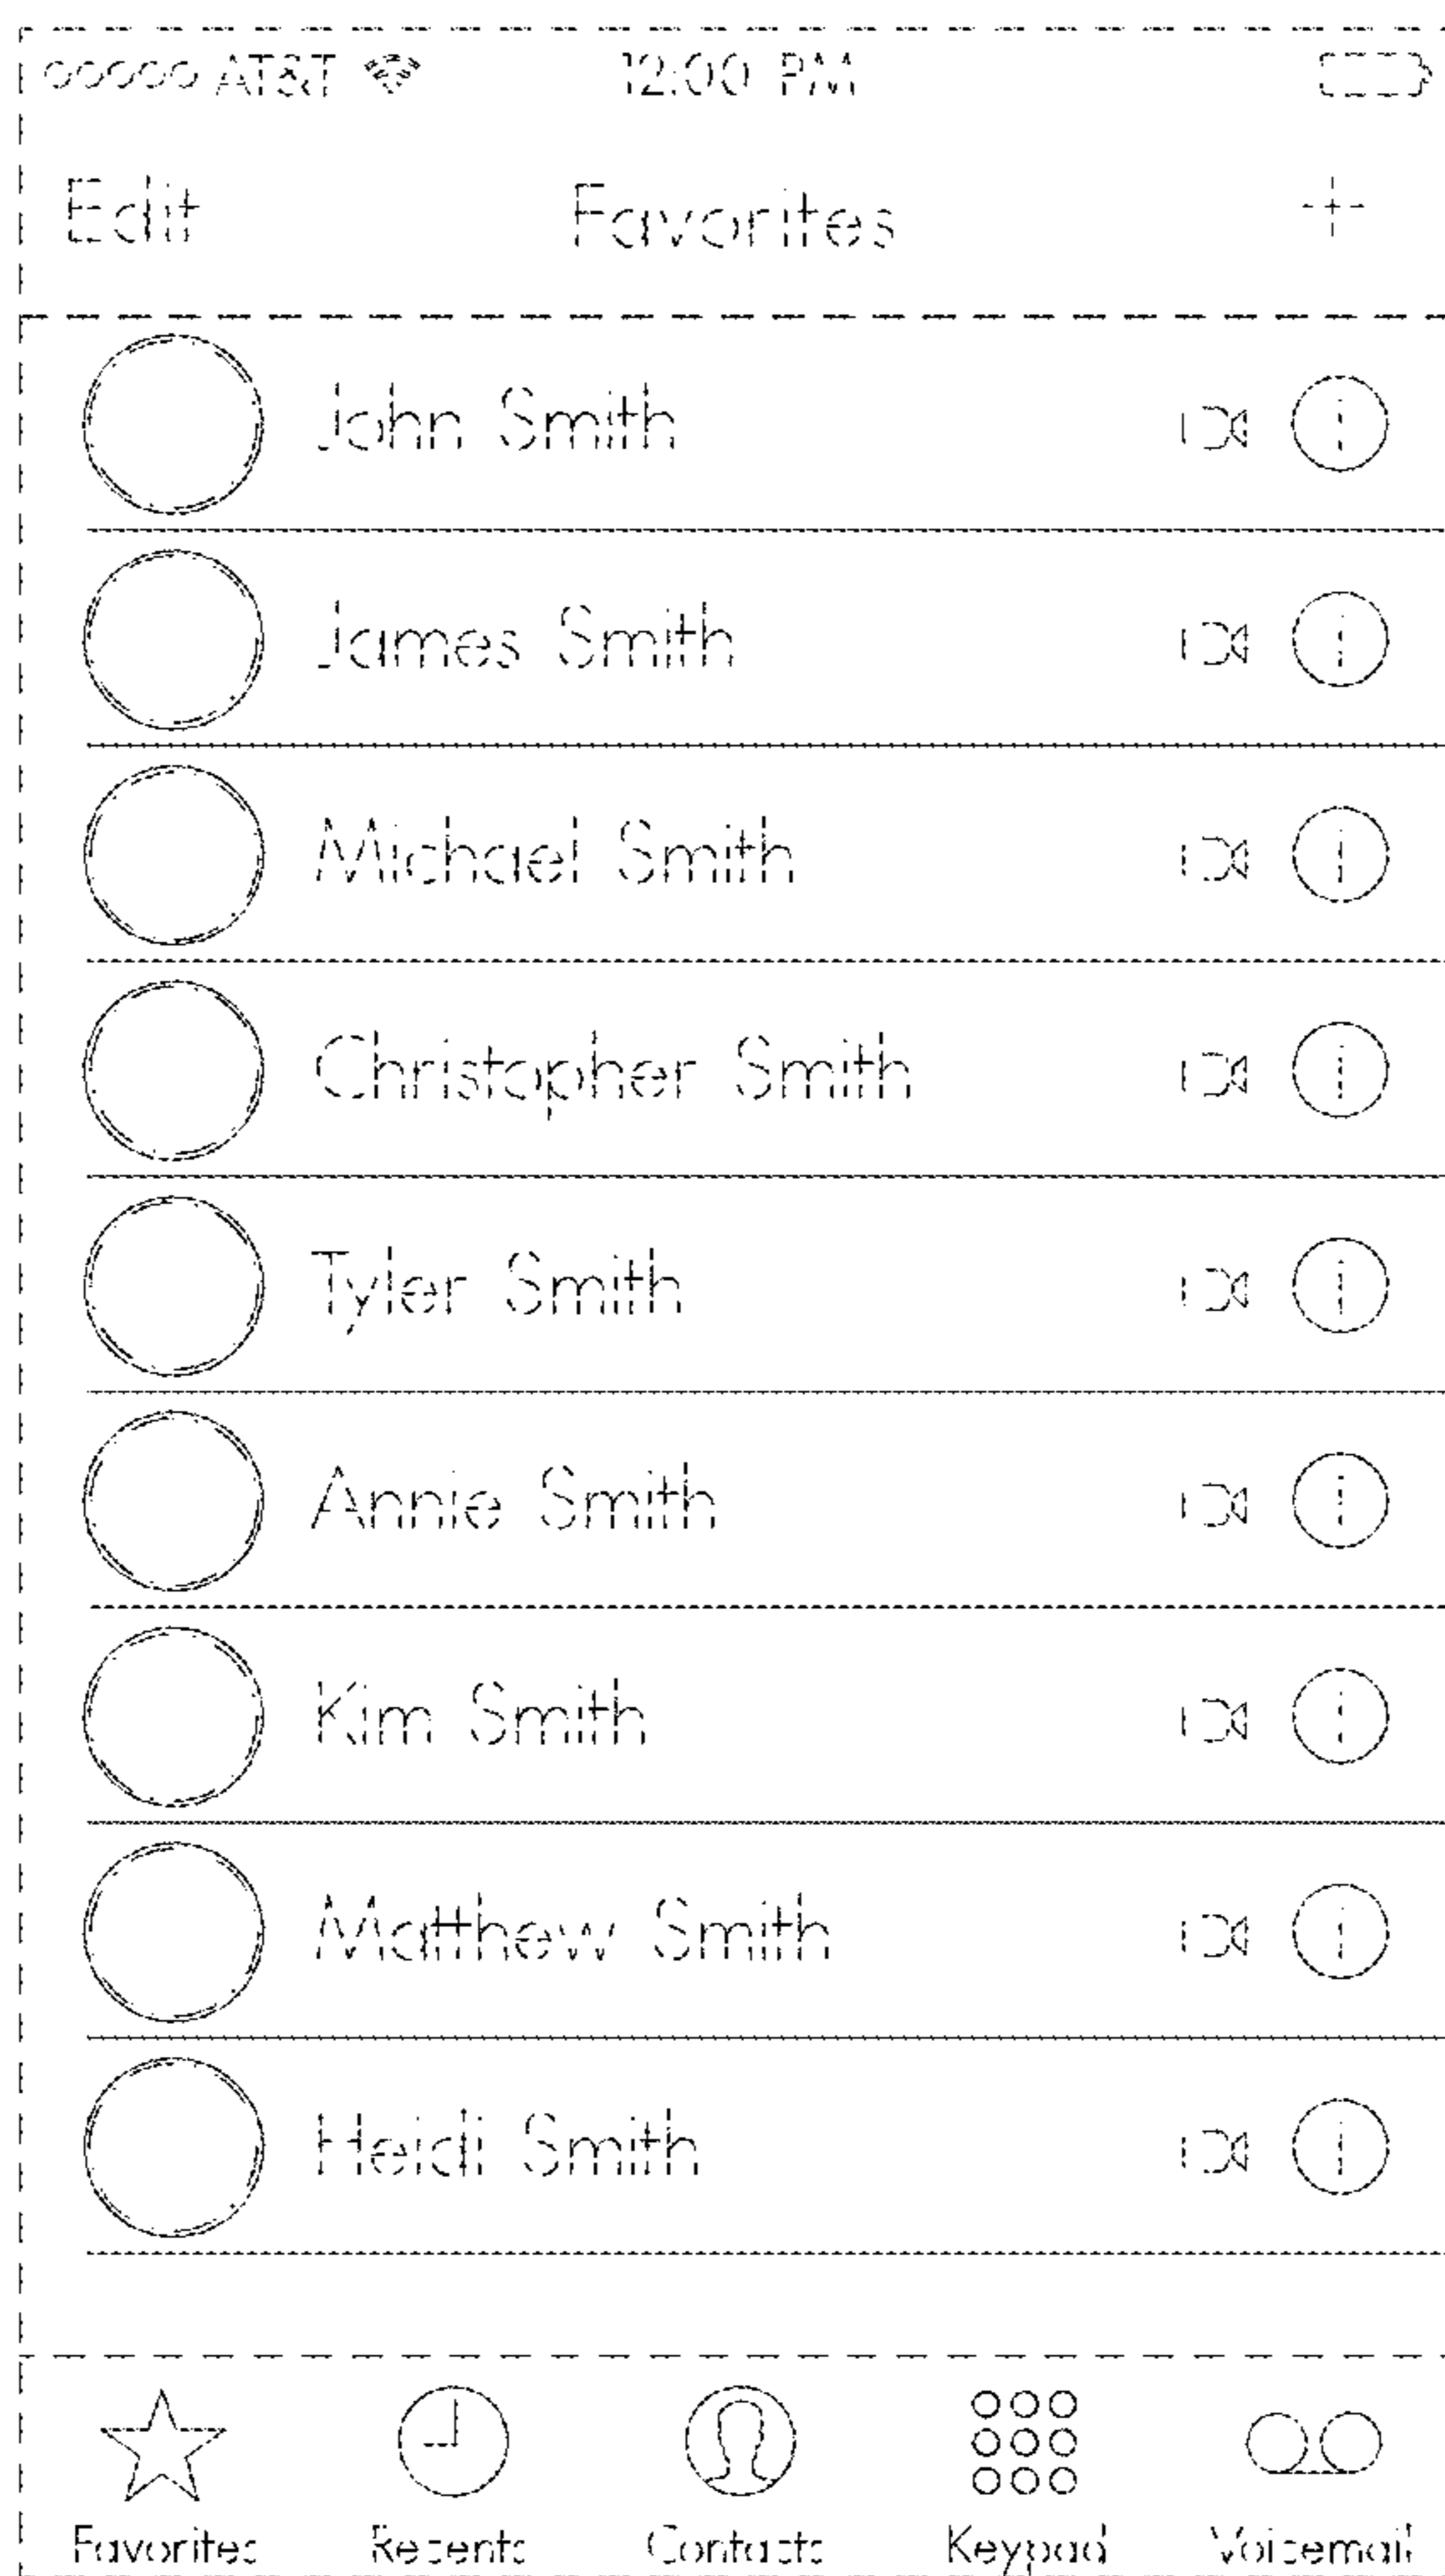 AT&T 12:00 PM
Edit Favorites +
John Smith
James Smith
Michael Smith
Christopher Smith
Tyler Smith
Annie Smith
Kim Smith
Matthew Smith
Heidi Smith
Favorites Recents Contacts Keypad Voicemail